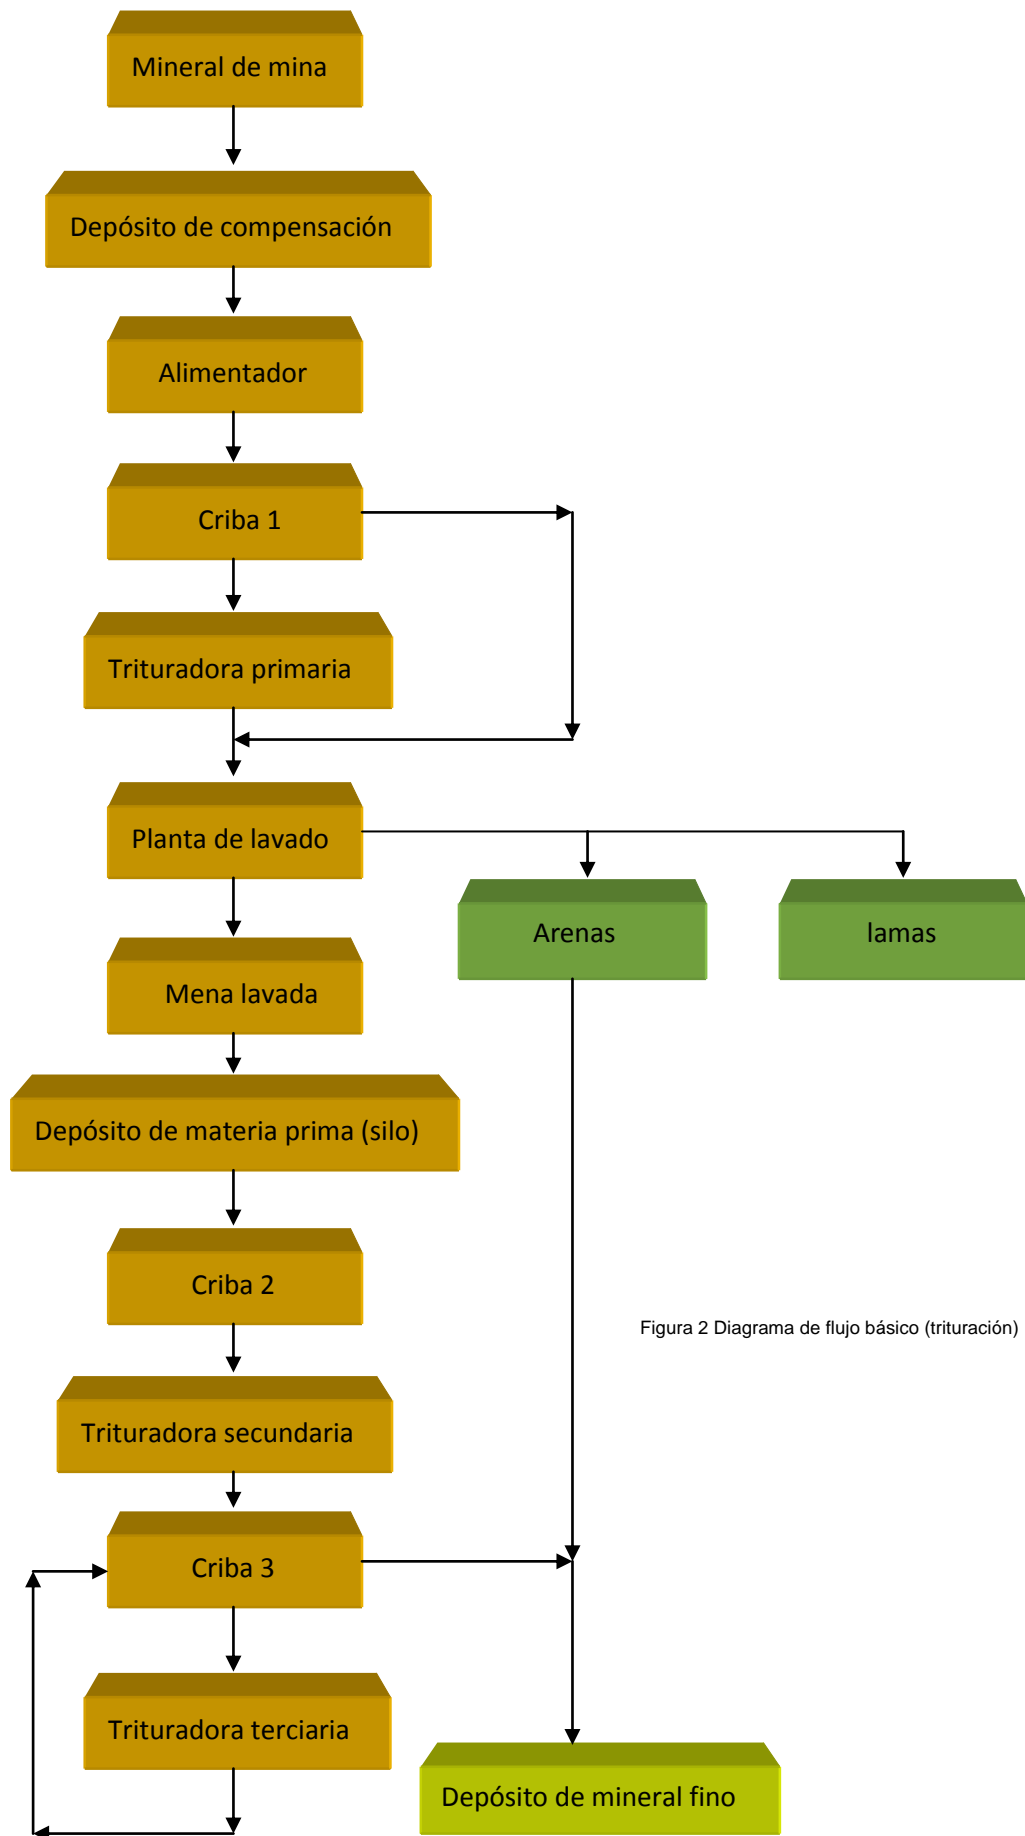 Mineral de mina
Depósito de compensación
Alimentador
Criba 1
Trituradora primaria
Planta de lavado
Arenas
lamas
Mena lavada
Depósito de materia prima (silo)
Criba 2
Figura 2 Diagrama de flujo básico (trituración)
Trituradora secundaria
Criba 3
Trituradora terciaria
Depósito de mineral fino